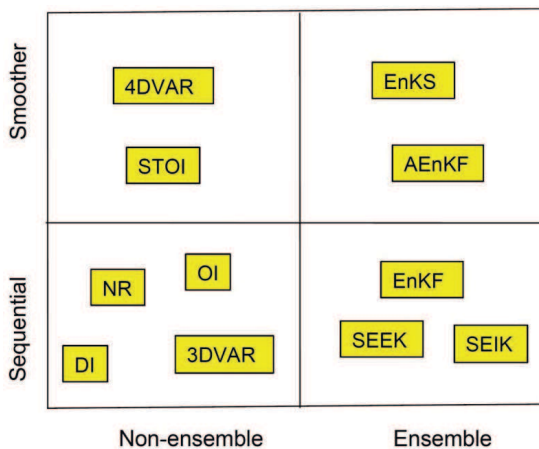 Smoother
4DVAR
EnKS
STOI
AEnKF
Sequential
NR
OI
EnKF
DI
3DVAR
SEEK
SEIK
Non-ensemble
Ensemble